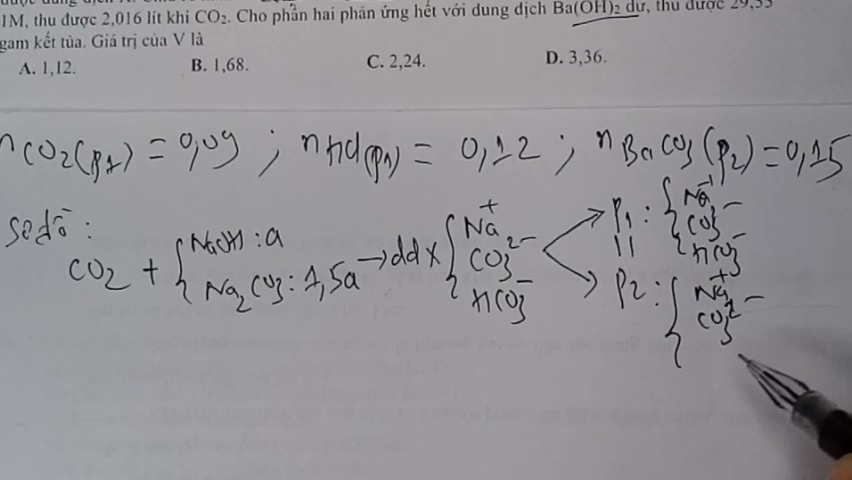 1M, thu được 2,016 lít khí CO₂. Cho phần hai phản ứng hết với dung dịch Ba(OH)₂ dư, thu được 29,55
gam kết tủa. Giá trị của V là
A. 1,12. B. 1,68. C. 2,24. D. 3,36.
nCO₂(p1) = 0,09 ; nHCl(p1) = 0,12 ; nBaCO₃(p2) = 0,15
Sơ đồ:
CO₂ + { NaOH : a
Na₂CO₃ : 1,5a
→ ddX { Na⁺
CO₃²⁻
HCO₃⁻
P1 : { Na⁺
CO₃²⁻
HCO₃⁻
||
P2 : { Na⁺
CO₃²⁻